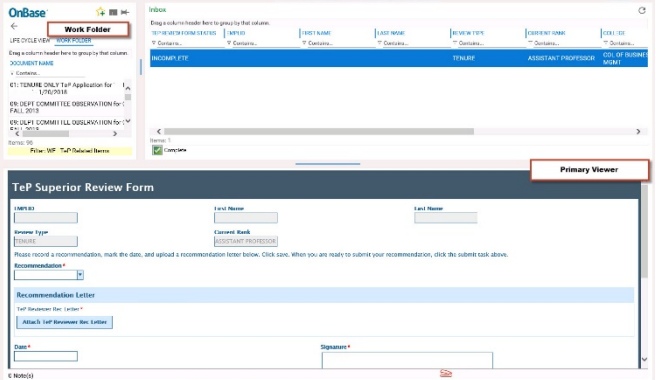 OnBase
Work Folder
LIFE CYCLE VIEW WORK FOLDER
Drag a column header here to group by that column.
DOCUMENT NAME
Contains...
01: TENURE ONLY TeP Application for
1/26/2018
09: DEPT COMMITTEE OBSERVATION for
FALL 2013
09: DEPT COMMITTEE OBSERVATION for
Items: 96
Filter: WF TeP Related Items
Inbox
Drag a column header here to group by that column.
TEP REVIEW FORM STATUS EMPLID FIRST NAME LAST NAME REVIEW TYPE CURRENT RANK COLLEGE
Contains... Contains... Contains... Contains... Contains... Contains... Contains...
INCOMPLETE TENURE ASSISTANT PROFESSOR COL OF BUSINES
MGMT
Items: 1
Complete
Primary Viewer
TeP Superior Review Form
EMPLID First Name Last Name
Review Type Current Rank
TENURE ASSISTANT PROFESSOR
Please record a recommendation, mark the date, and upload a recommendation letter below. Click save. When you are ready to submit your recommendation, click the submit task above.
Recommendation *
Recommendation Letter
TeP Reviewer Rec Letter *
Attach TeP Reviewer Rec Letter
Date * Signature *
0 Note(s)